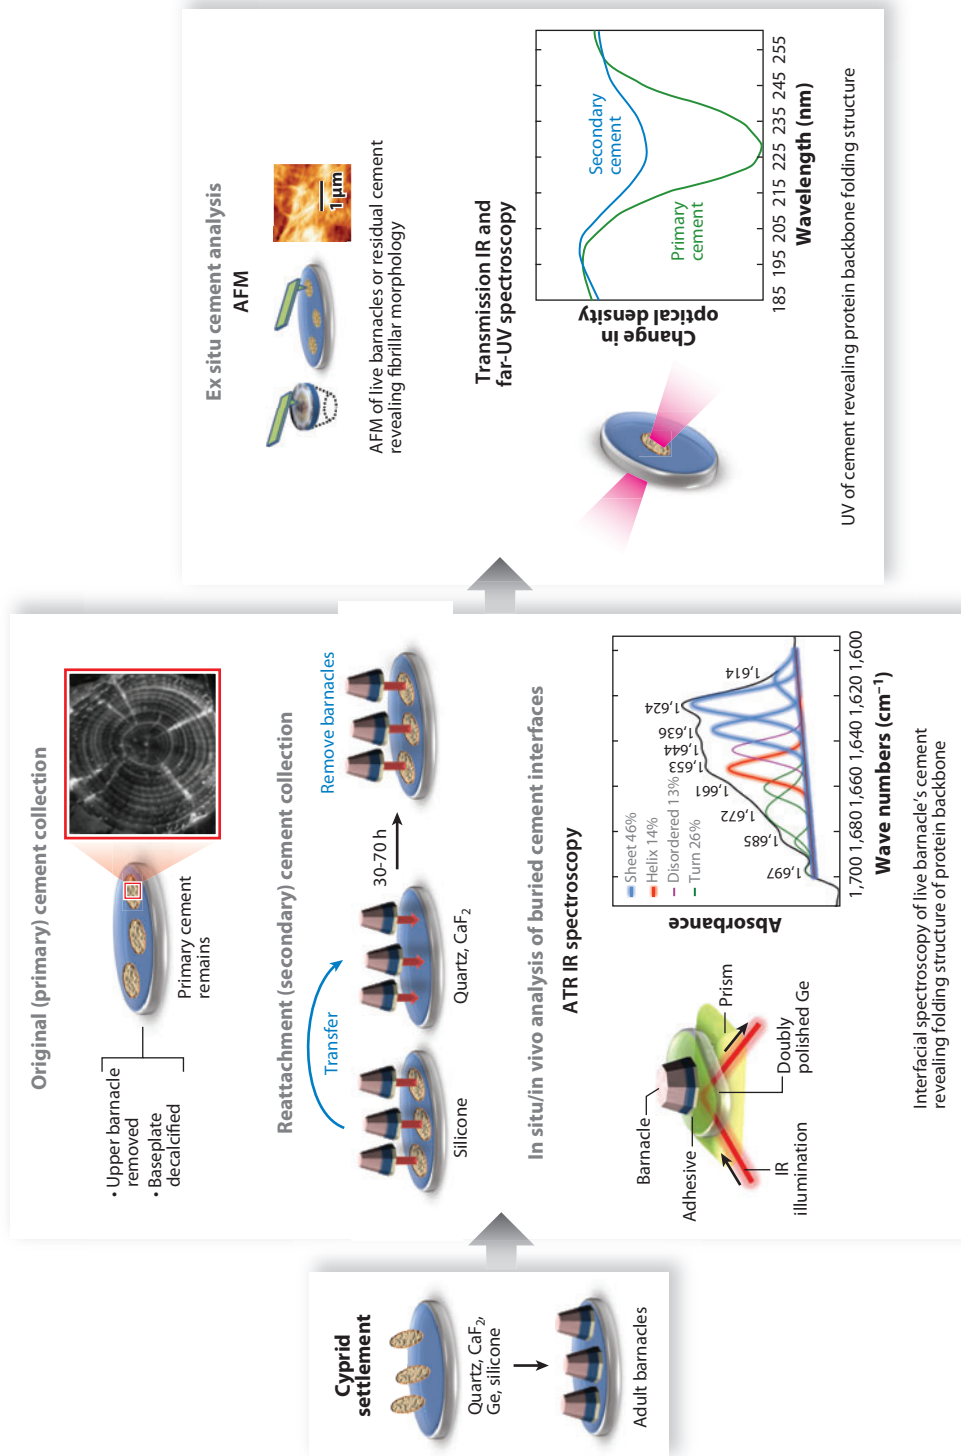 Cyprid
settlement
Quartz, CaF₂,
Ge, silicone
Adult barnacles
Original (primary) cement collection
• Upper barnacle
removed
• Baseplate
decalcified
Primary cement
remains
Reattachment (secondary) cement collection
Transfer
Silicone
Quartz, CaF₂
30–70 h
Remove barnacles
In situ/in vivo analysis of buried cement interfaces
ATR IR spectroscopy
Barnacle
Adhesive
IR
illumination
Prism
Doubly
polished Ge
Absorbance
Sheet 46%
Helix 14%
Disordered 13%
Turn 26%
1,697
1,685
1,672
1,661
1,653
1,644
1,636
1,624
1,614
1,700 1,680 1,660 1,640 1,620 1,600
Wave numbers (cm⁻¹)
Interfacial spectroscopy of live barnacle's cement
revealing folding structure of protein backbone
Ex situ cement analysis
AFM
1 μm
AFM of live barnacles or residual cement
revealing fibrillar morphology
Transmission IR and
far-UV spectroscopy
Change in
optical density
Secondary
cement
Primary
cement
185 195 205 215 225 235 245 255
Wavelength (nm)
UV of cement revealing protein backbone folding structure